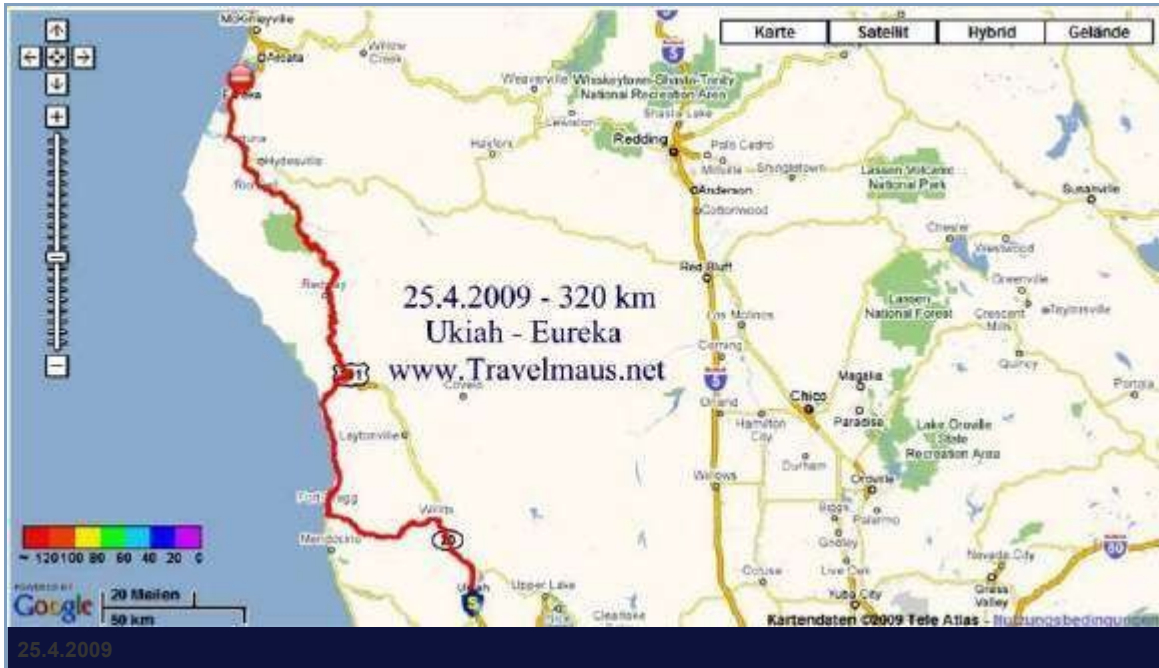 McKinleyville
Arcata
Willow
Creek
Eureka
Fortuna
Hydesville
Redway
Laytonville
Covelo
Fort Bragg
Willits
Mendocino
Ukiah
Upper Lake
20
Weaverville
Whiskeytown-Shasta-Trinity
National Recreation Area
Lewiston
Shasta Lake
Hayfork
Redding
Palo Cedro
Millville
Shingletown
Anderson
Cottonwood
Lassen Volcanic
National Park
Susanville
Chester
Westwood
Red Bluff
Los Molinos
Corning
5
Orland
Hamilton
City
Chico
Magalia
Paradise
Durham
Willows
Lassen
National Forest
Greenville
Crescent
Mills
Taylorsville
Quincy
Portola
Lake Oroville
State
Recreation Area
Oroville
Palermo
Biggs
Gridley
Live Oak
Colusa
Yuba City
Nevada City
Grass
Valley
80
Karte
Satellit
Hybrid
Gelände
25.4.2009 - 320 km
Ukiah - Eureka
www.Travelmaus.net
~ 120 100 80 60 40 20 0
POWERED BY
Google
20 Meilen
50 km
Kartendaten ©2009 Tele Atlas - Nutzungsbedingungen
25.4.2009